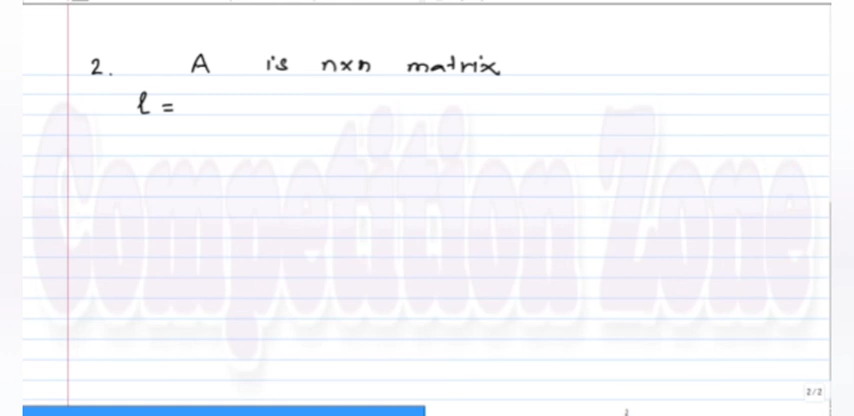 2. A is n×n matrix
l =
Competition Zone
2/2